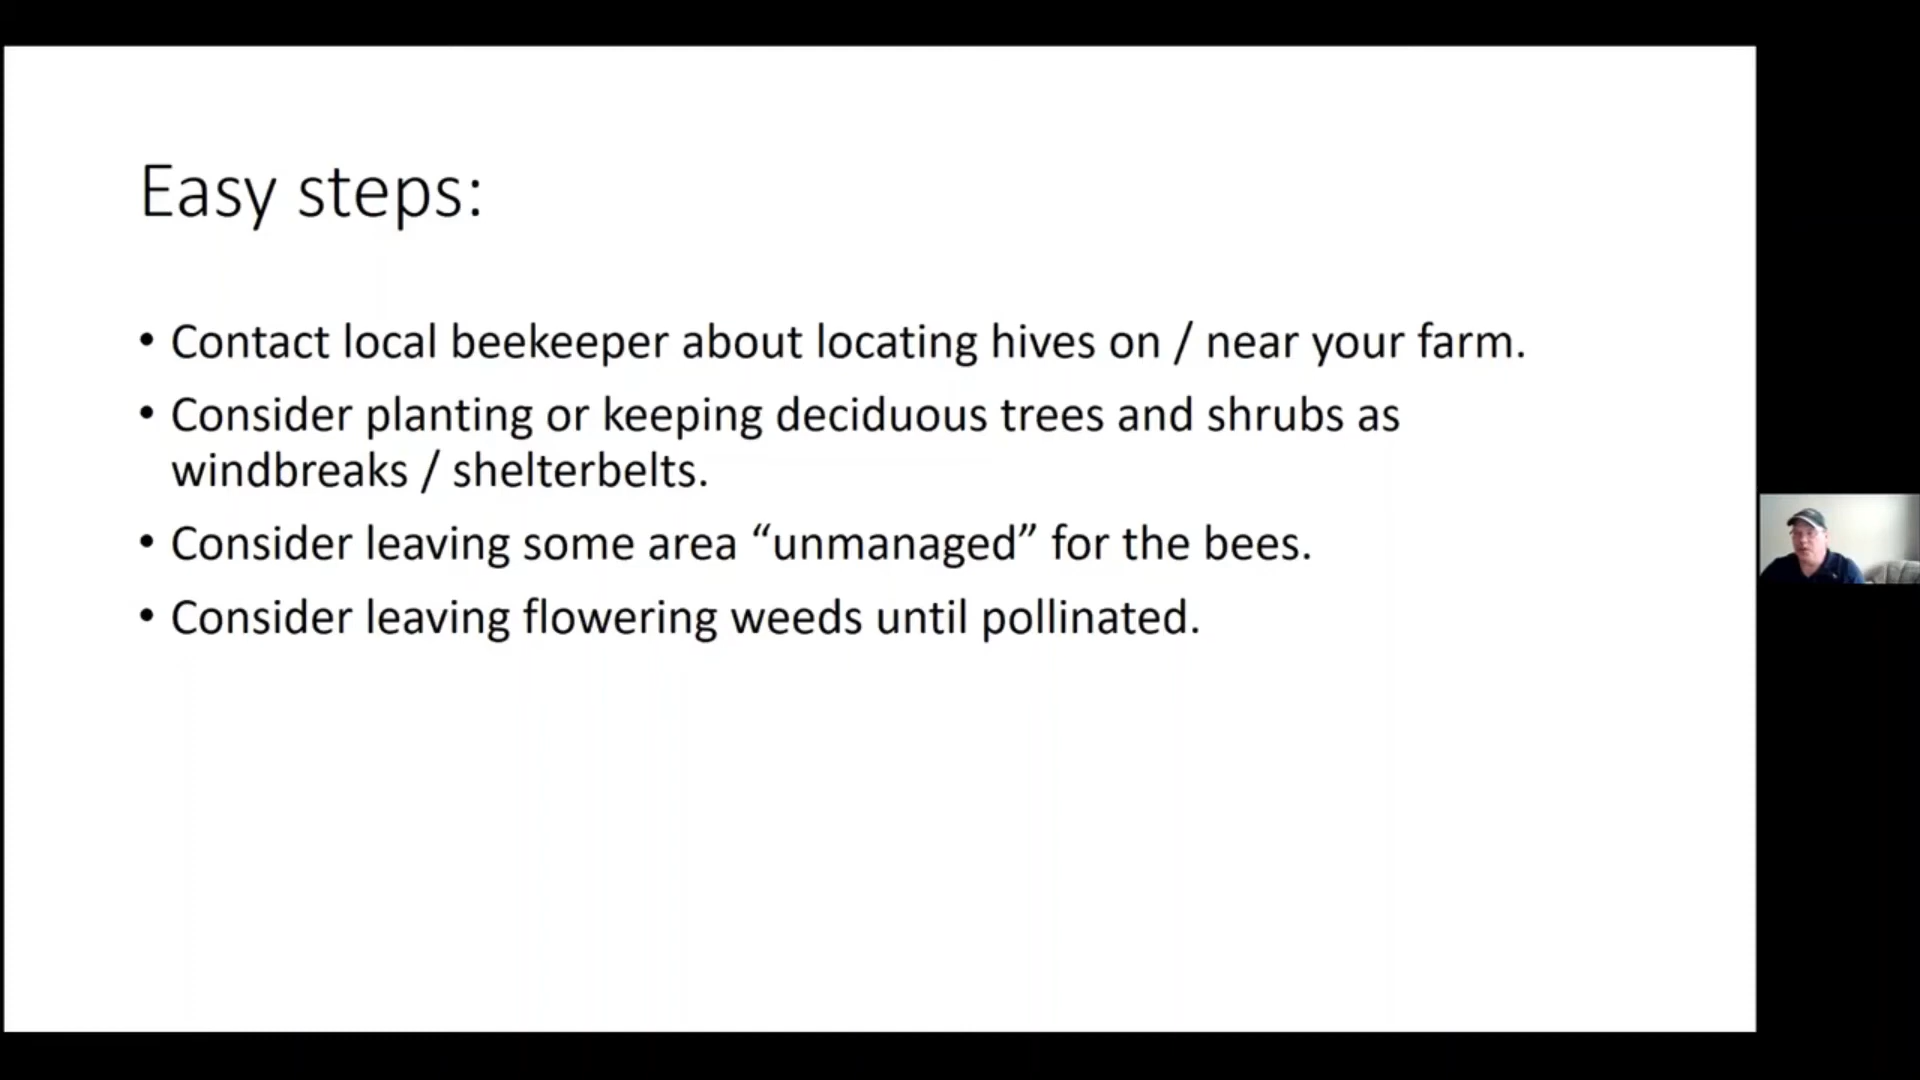 Easy steps:
• Contact local beekeeper about locating hives on / near your farm.
• Consider planting or keeping deciduous trees and shrubs as
windbreaks / shelterbelts.
• Consider leaving some area “unmanaged” for the bees.
• Consider leaving flowering weeds until pollinated.